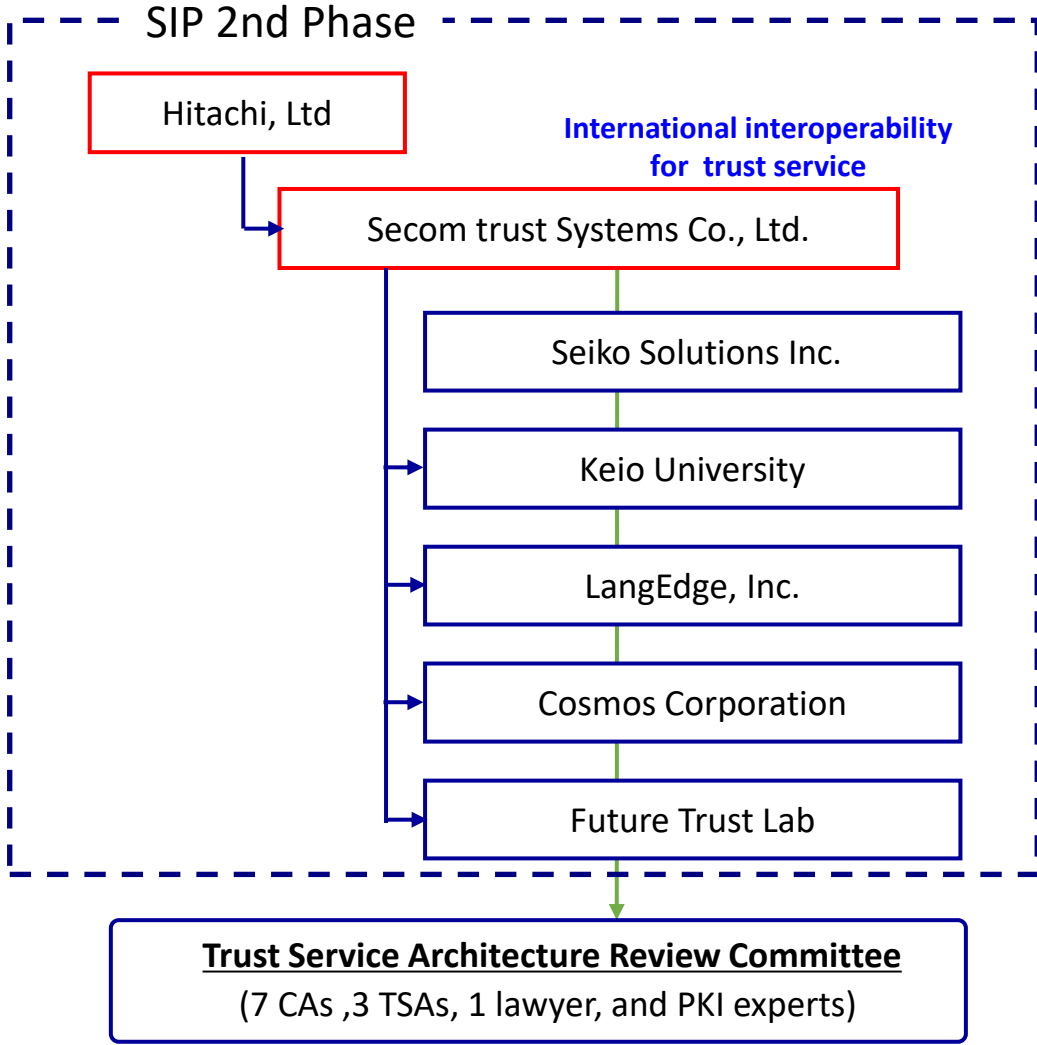 SIP 2nd Phase
Hitachi, Ltd
International interoperability
for trust service
Secom trust Systems Co., Ltd.
Seiko Solutions Inc.
Keio University
LangEdge, Inc.
Cosmos Corporation
Future Trust Lab
Trust Service Architecture Review Committee
(7 CAs ,3 TSAs, 1 lawyer, and PKI experts)